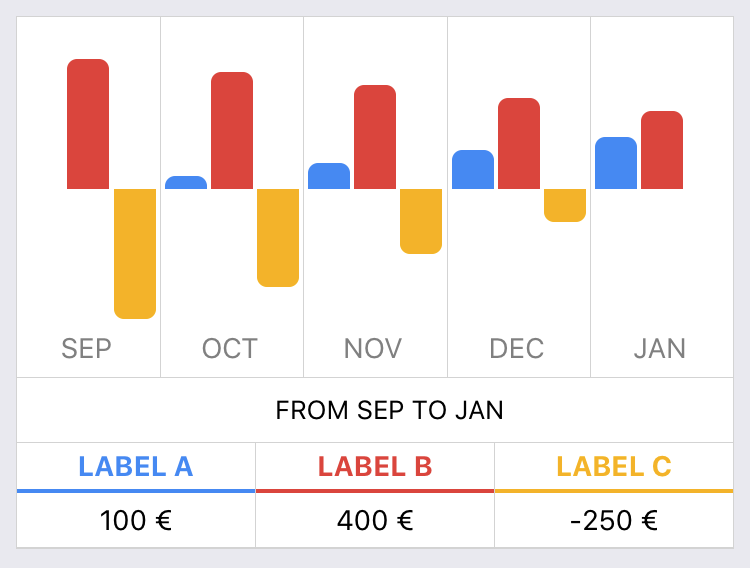 SEP OCT NOV DEC JAN
FROM SEP TO JAN
LABEL A LABEL B LABEL C
100 € 400 € -250 €